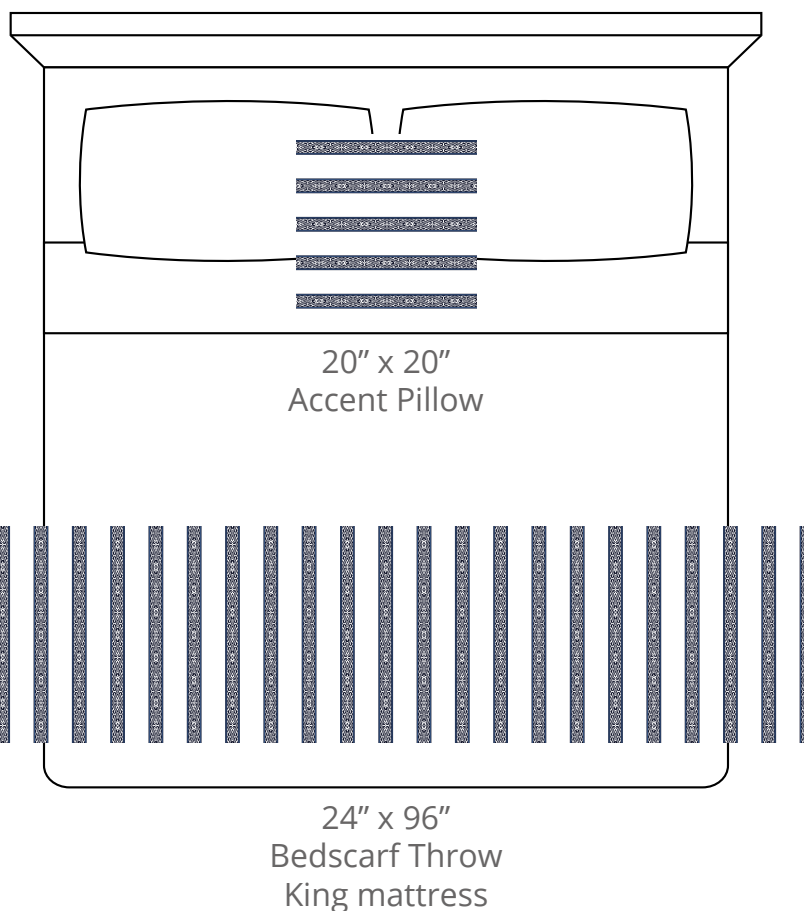 20” x 20”
Accent Pillow
24” x 96”
Bedscarf Throw
King mattress